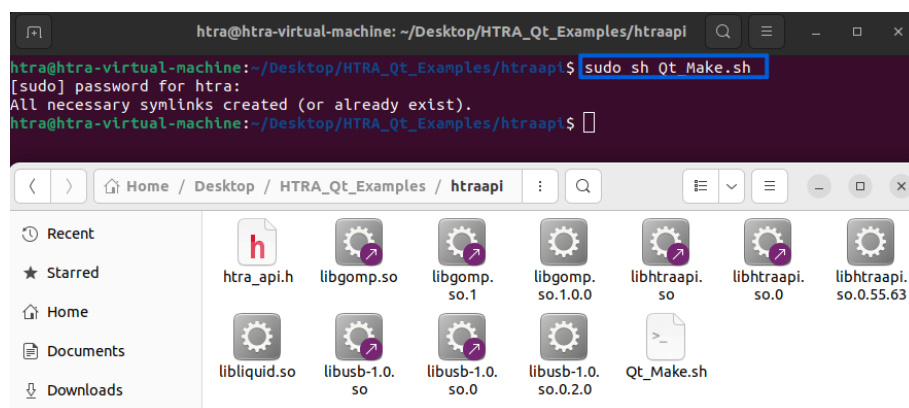 htra@htra-virtual-machine: ~/Desktop/HTRA_Qt_Examples/htraapi
htra@htra-virtual-machine:~/Desktop/HTRA_Qt_Examples/htraapi$ sudo sh Qt_Make.sh
[sudo] password for htra:
All necessary symlinks created (or already exist).
htra@htra-virtual-machine:~/Desktop/HTRA_Qt_Examples/htraapi$
Home / Desktop / HTRA_Qt_Examples / htraapi
Recent
Starred
Home
Documents
Downloads
htra_api.h
libgomp.so
libgomp.
so.1
libgomp.
so.1.0.0
libhtraapi.
so
libhtraapi.
so.0
libhtraapi.
so.0.55.63
libliquid.so
libusb-1.0.
so
libusb-1.0.
so.0
libusb-1.0.
so.0.2.0
Qt_Make.sh